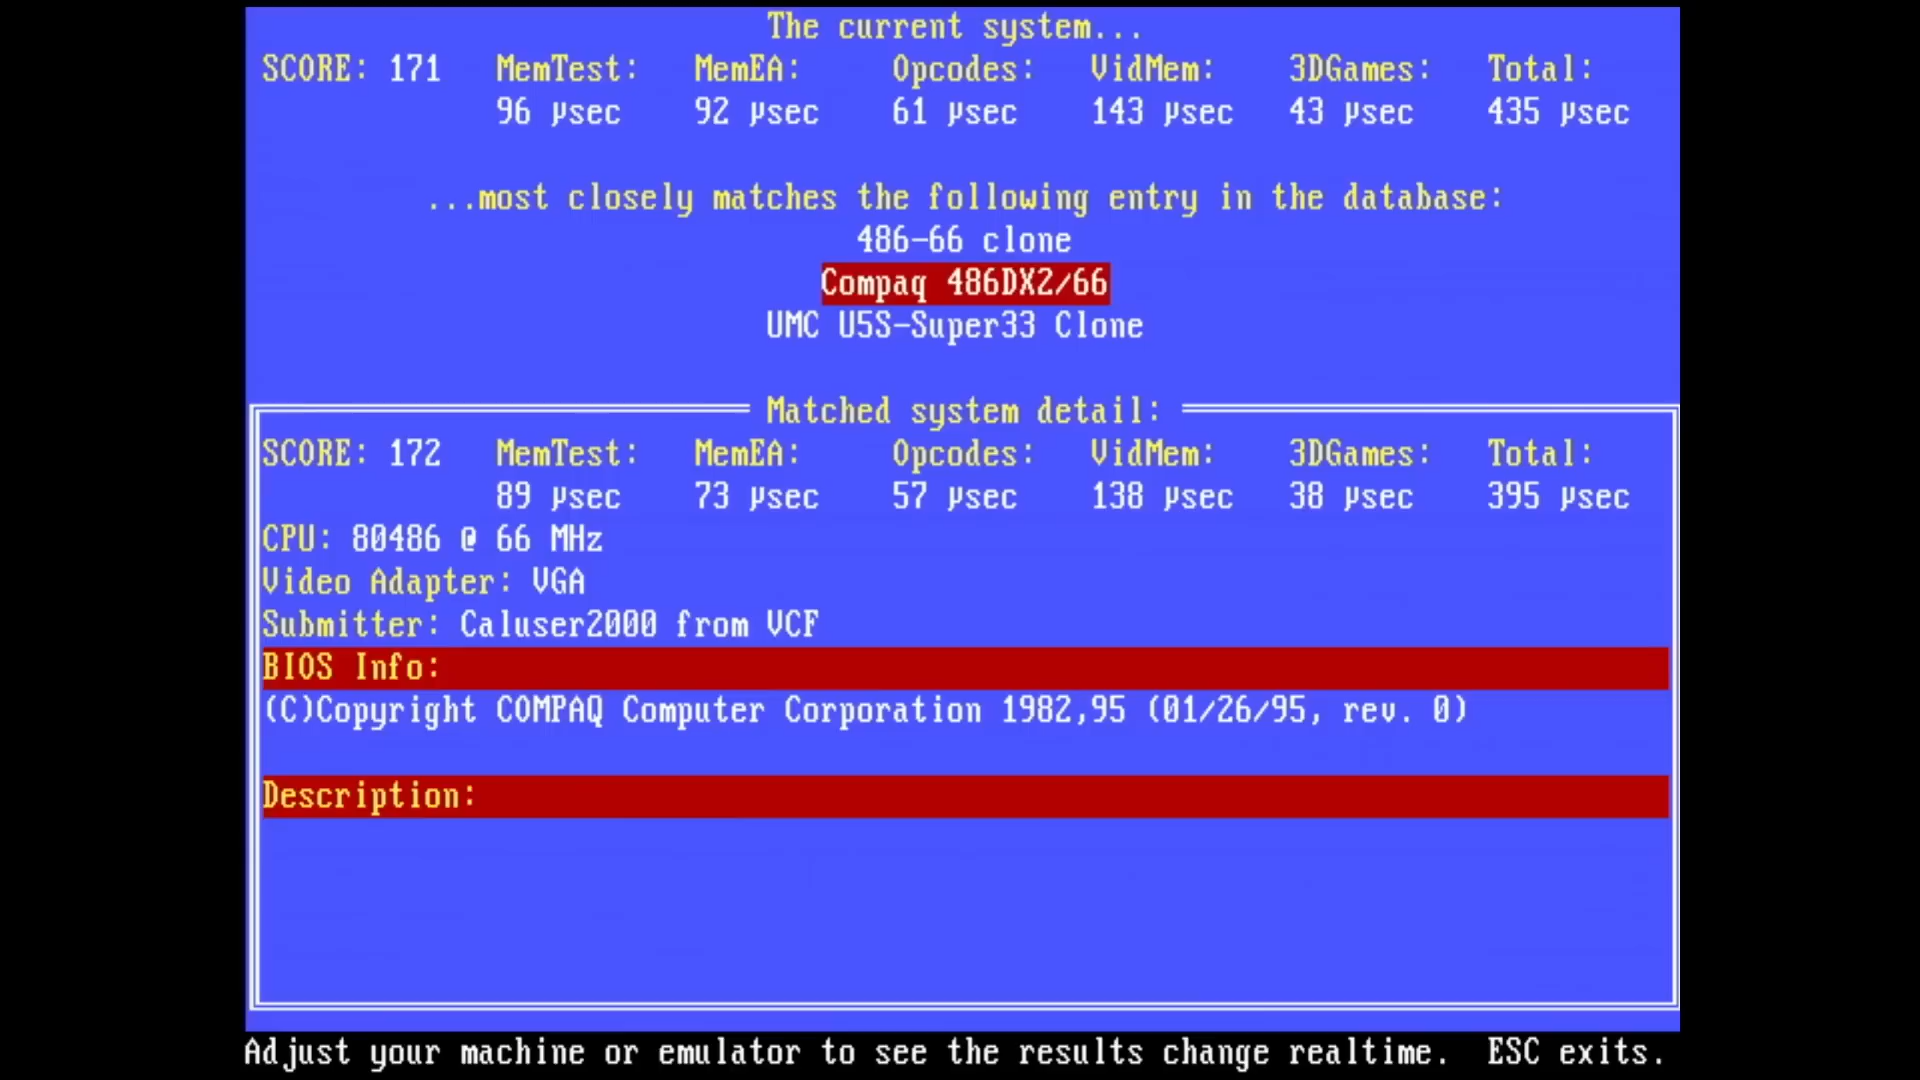 The current system...
SCORE: 171 MemTest: MemEA: Opcodes: VidMem: 3DGames: Total:
96 µsec 92 µsec 61 µsec 143 µsec 43 µsec 435 µsec
...most closely matches the following entry in the database:
486-66 clone
Compaq 486DX2/66
UMC U5S-Super33 Clone
Matched system detail:
SCORE: 172 MemTest: MemEA: Opcodes: VidMem: 3DGames: Total:
89 µsec 73 µsec 57 µsec 138 µsec 38 µsec 395 µsec
CPU: 80486 @ 66 MHz
Video Adapter: VGA
Submitter: Caluser2000 from VCF
BIOS Info:
(C)Copyright COMPAQ Computer Corporation 1982,95 (01/26/95, rev. 0)
Description:
Adjust your machine or emulator to see the results change realtime. ESC exits.